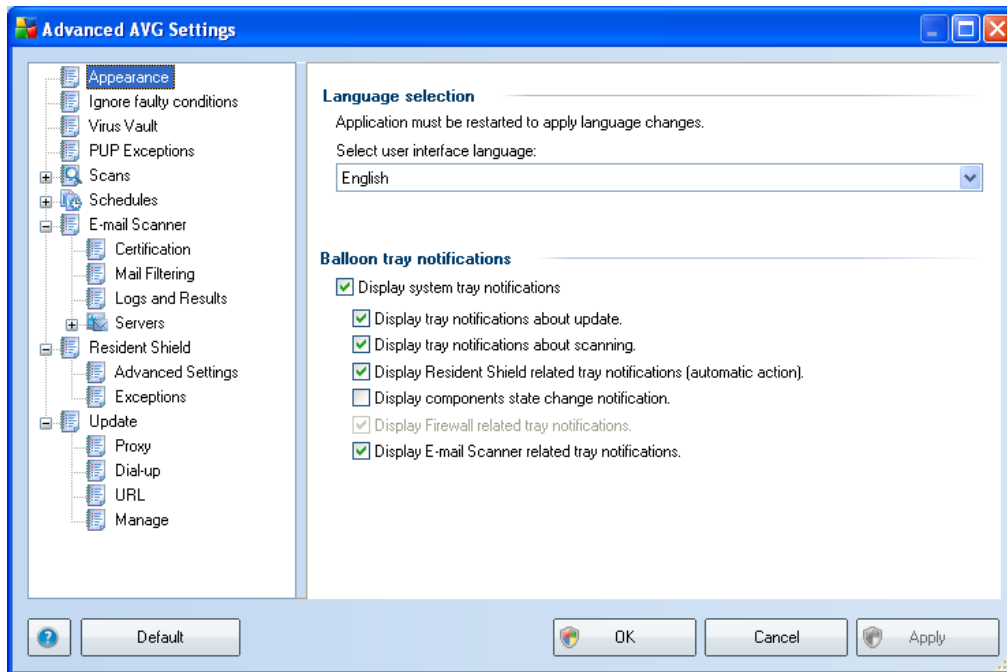 Advanced AVG Settings
Appearance
Ignore faulty conditions
Virus Vault
PUP Exceptions
Scans
Schedules
E-mail Scanner
Certification
Mail Filtering
Logs and Results
Servers
Resident Shield
Advanced Settings
Exceptions
Update
Proxy
Dial-up
URL
Manage
Language selection
Application must be restarted to apply language changes.
Select user interface language:
English
Balloon tray notifications
Display system tray notifications
Display tray notifications about update.
Display tray notifications about scanning.
Display Resident Shield related tray notifications (automatic action).
Display components state change notification.
Display Firewall related tray notifications.
Display E-mail Scanner related tray notifications.
?
Default
OK
Cancel
Apply